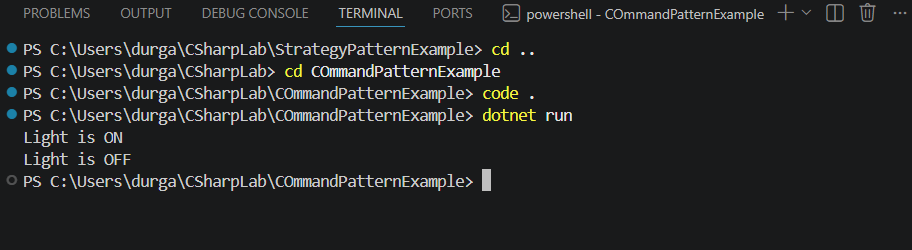 PROBLEMS OUTPUT DEBUG CONSOLE TERMINAL PORTS powershell - COmmandPatternExample
PS C:\Users\durga\CSharpLab\StrategyPatternExample> cd ..
PS C:\Users\durga\CSharpLab> cd COmmandPatternExample
PS C:\Users\durga\CSharpLab\COmmandPatternExample> code .
PS C:\Users\durga\CSharpLab\COmmandPatternExample> dotnet run
Light is ON
Light is OFF
PS C:\Users\durga\CSharpLab\COmmandPatternExample>